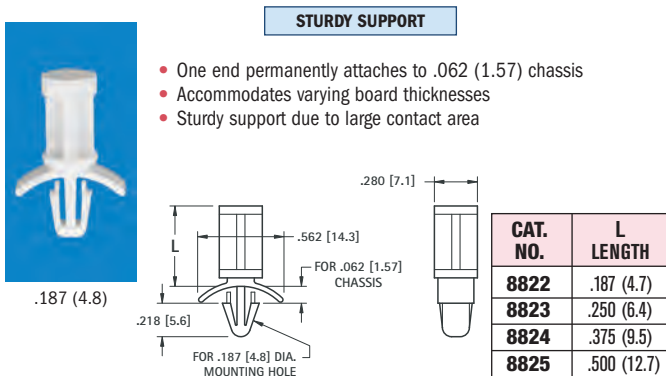 STURDY SUPPORT
• One end permanently attaches to .062 (1.57) chassis
• Accommodates varying board thicknesses
• Sturdy support due to large contact area
.187 (4.8)
.280 [7.1]
L
.562 [14.3]
FOR .062 [1.57]
CHASSIS
.218 [5.6]
FOR .187 [4.8] DIA.
MOUNTING HOLE
CAT. NO. L LENGTH
8822 .187 (4.7)
8823 .250 (6.4)
8824 .375 (9.5)
8825 .500 (12.7)